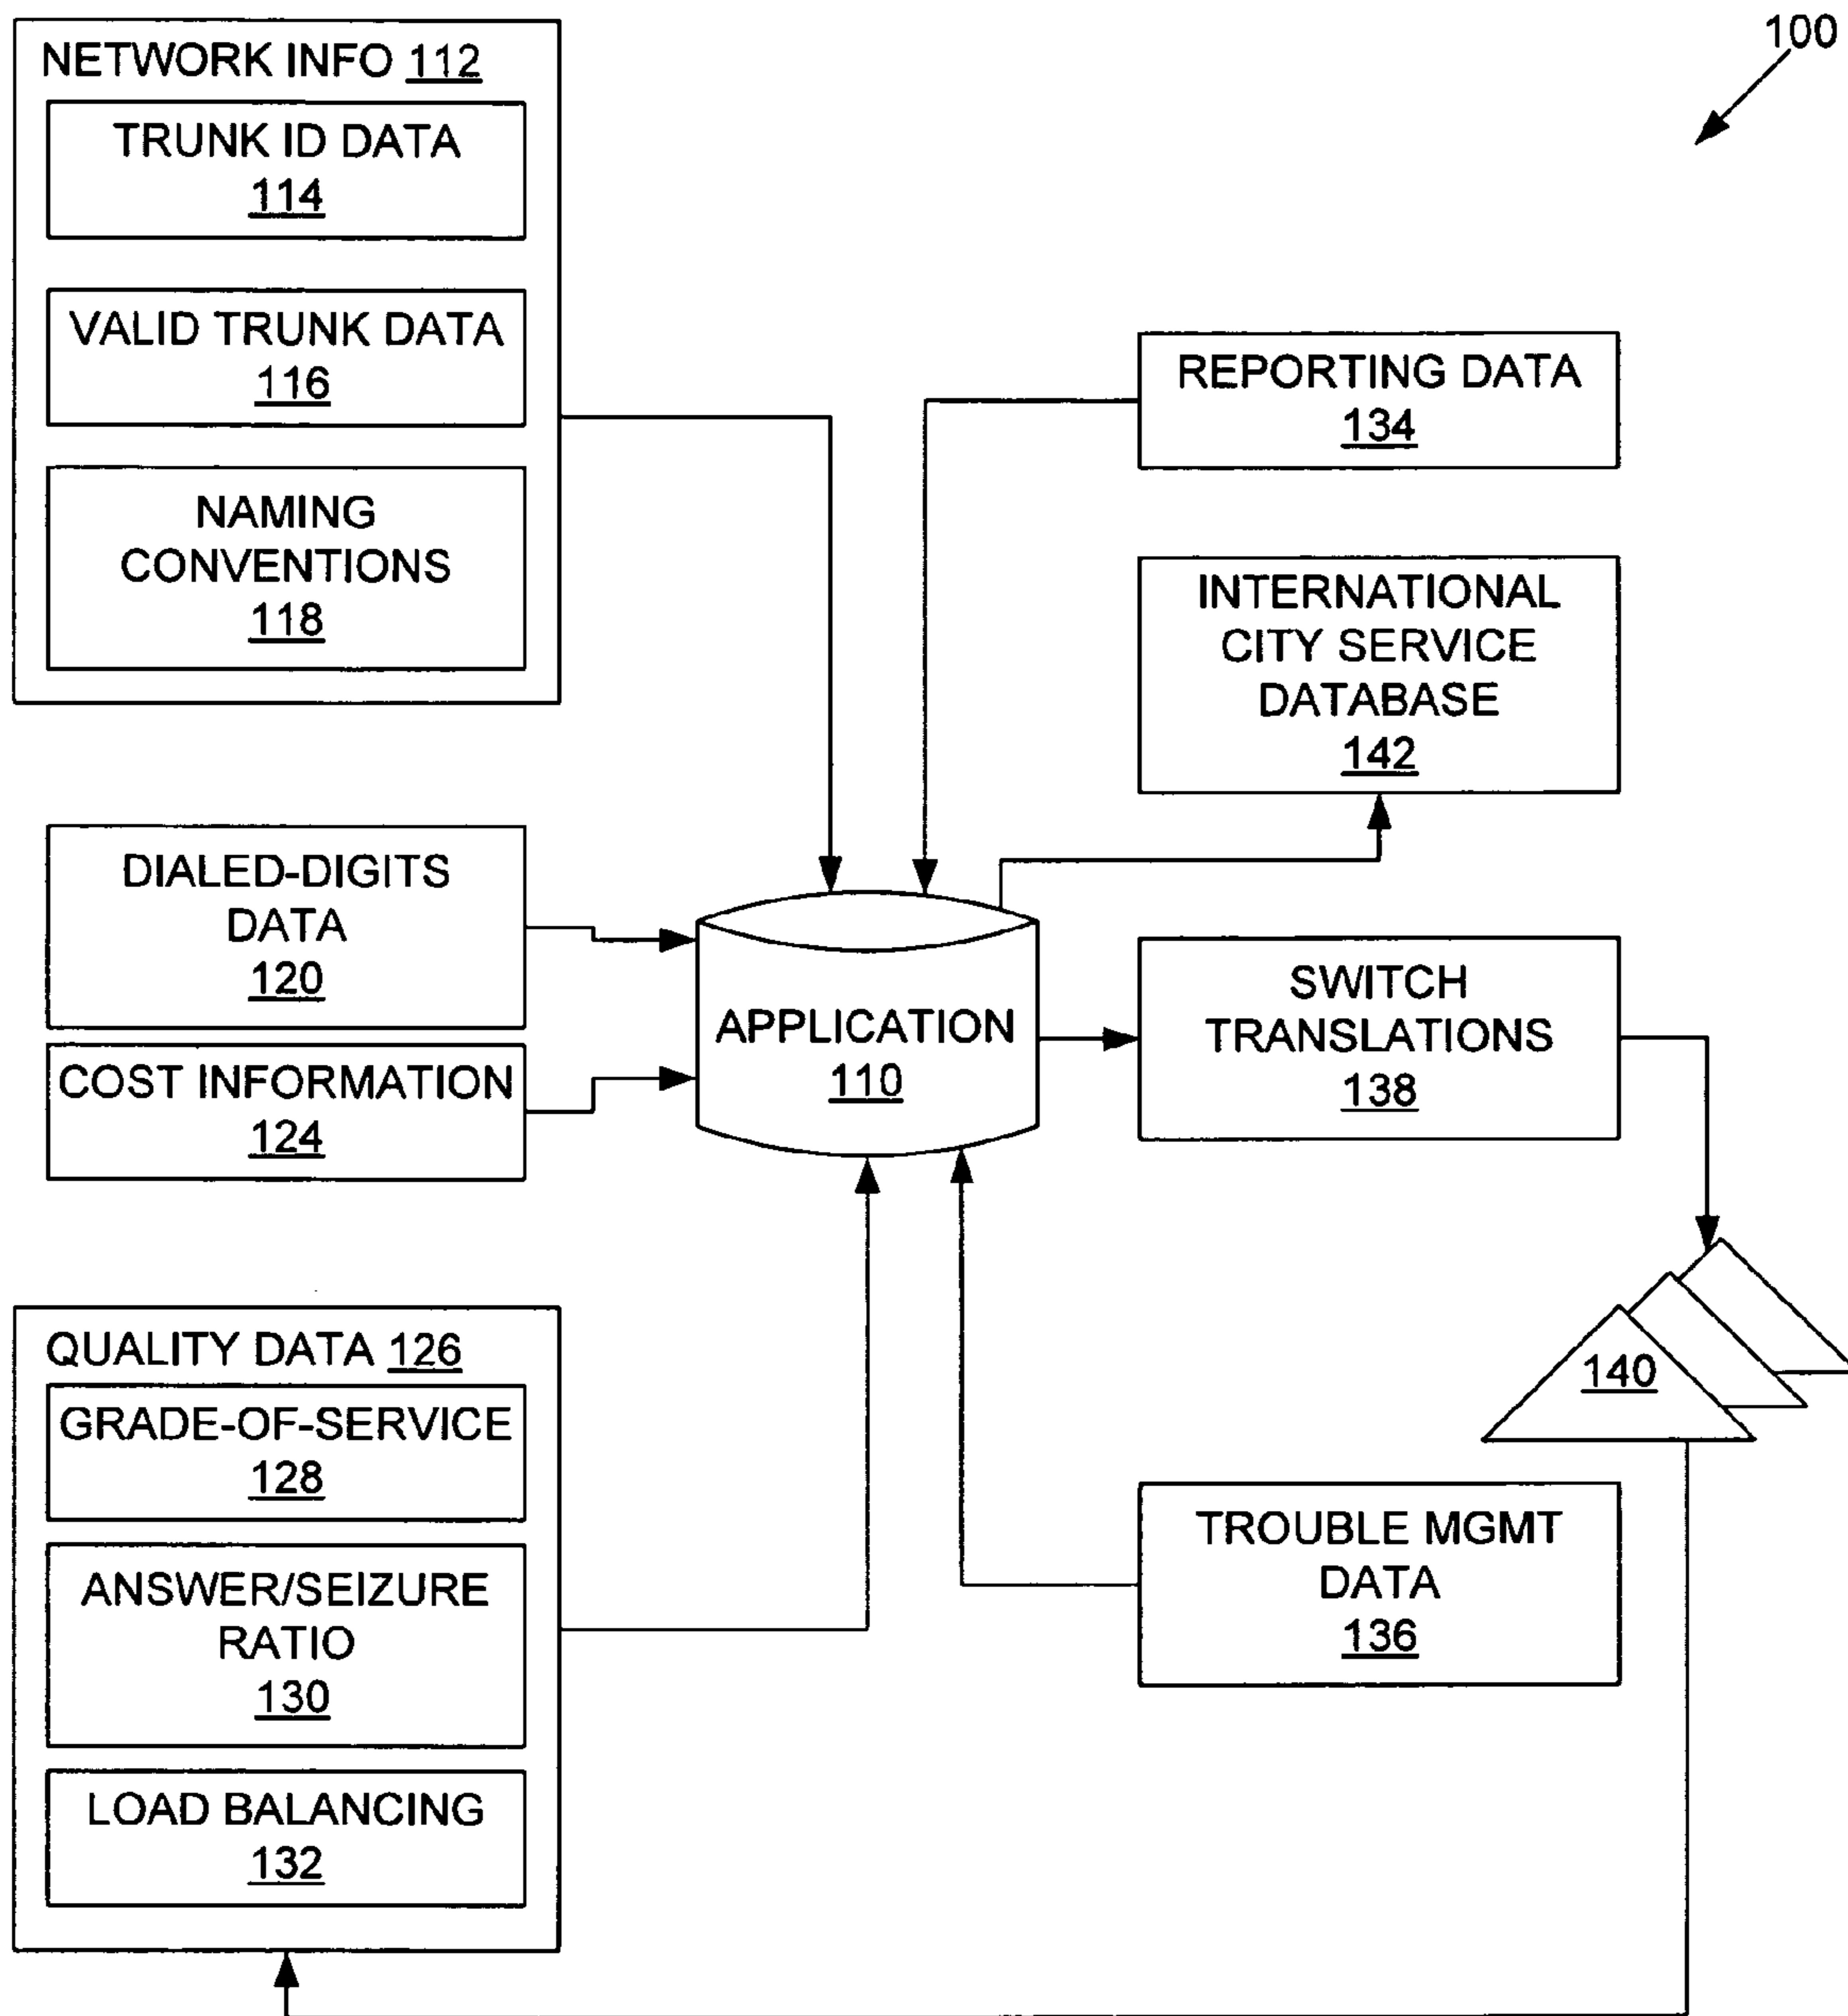 100
NETWORK INFO 112
TRUNK ID DATA
114
VALID TRUNK DATA
116
NAMING
CONVENTIONS
118
REPORTING DATA
134
INTERNATIONAL
CITY SERVICE
DATABASE
142
DIALED-DIGITS
DATA
120
COST INFORMATION
124
APPLICATION
110
SWITCH
TRANSLATIONS
138
140
QUALITY DATA 126
GRADE-OF-SERVICE
128
ANSWER/SEIZURE
RATIO
130
LOAD BALANCING
132
TROUBLE MGMT
DATA
136